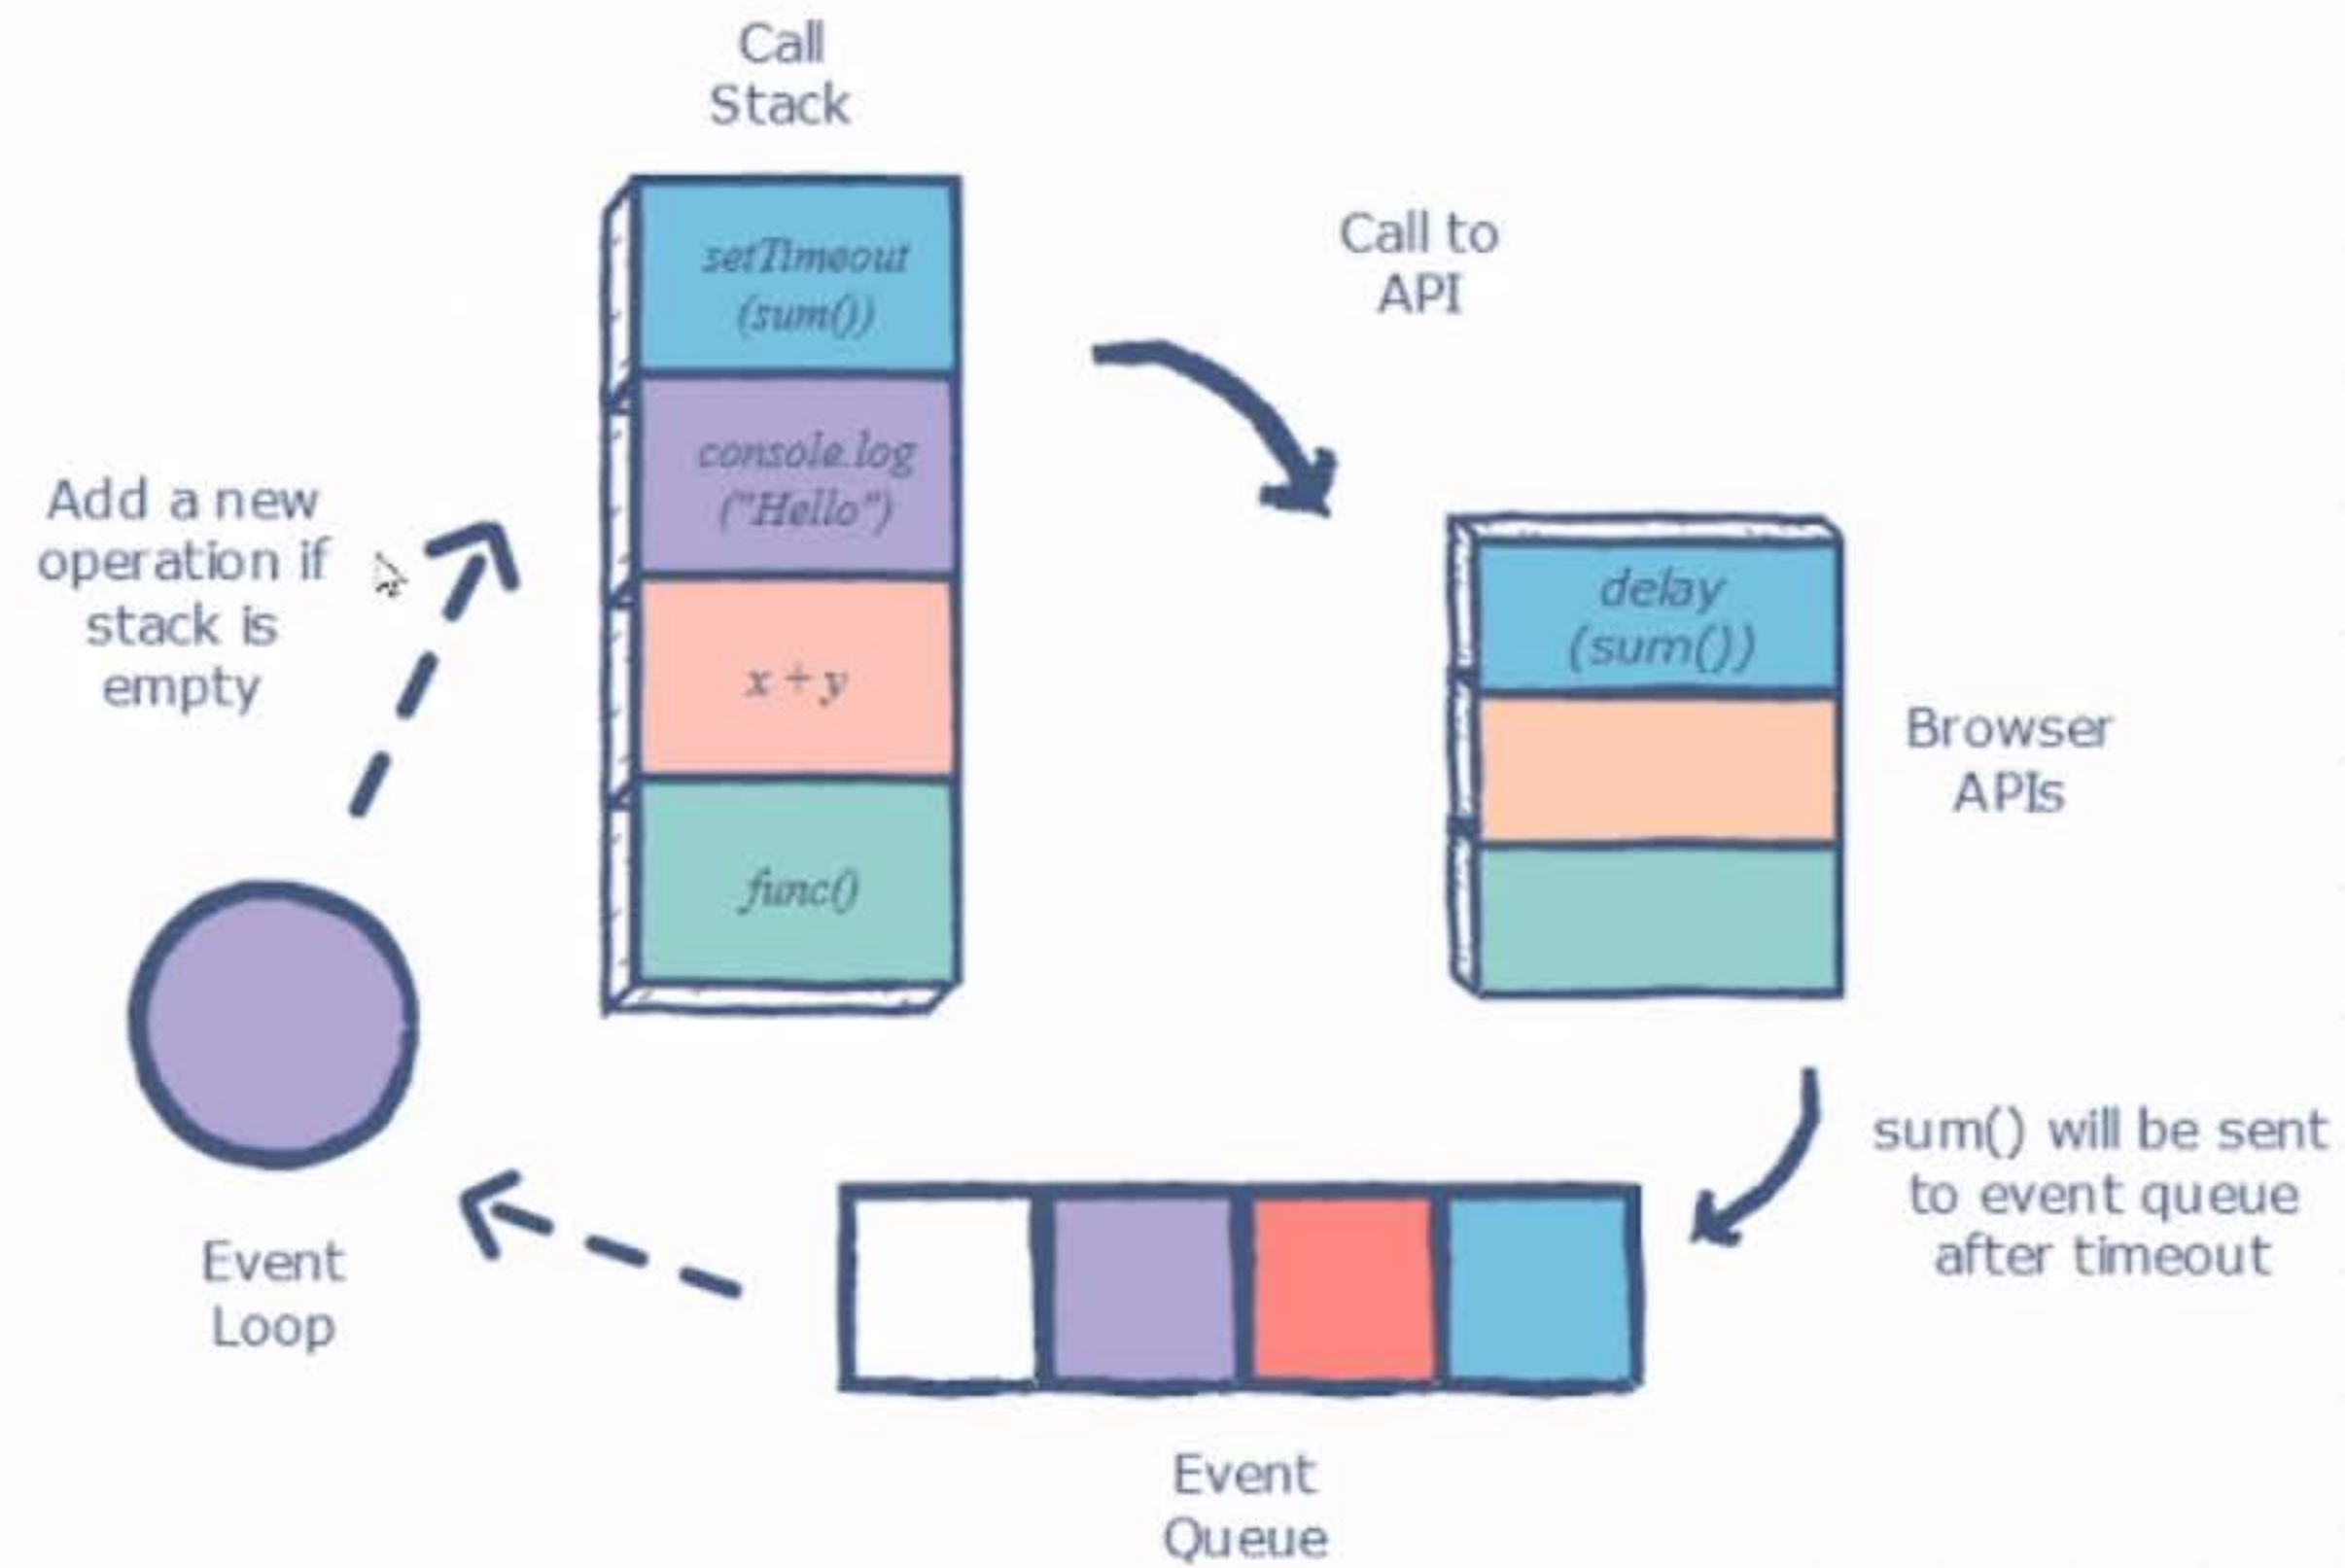 Call
Stack
setTimeout
(sum())
console.log
("Hello")
x + y
func()
Call to
API
delay
(sum())
Browser
APIs
Add a new
operation if
stack is
empty
Event
Loop
sum() will be sent
to event queue
after timeout
Event
Queue